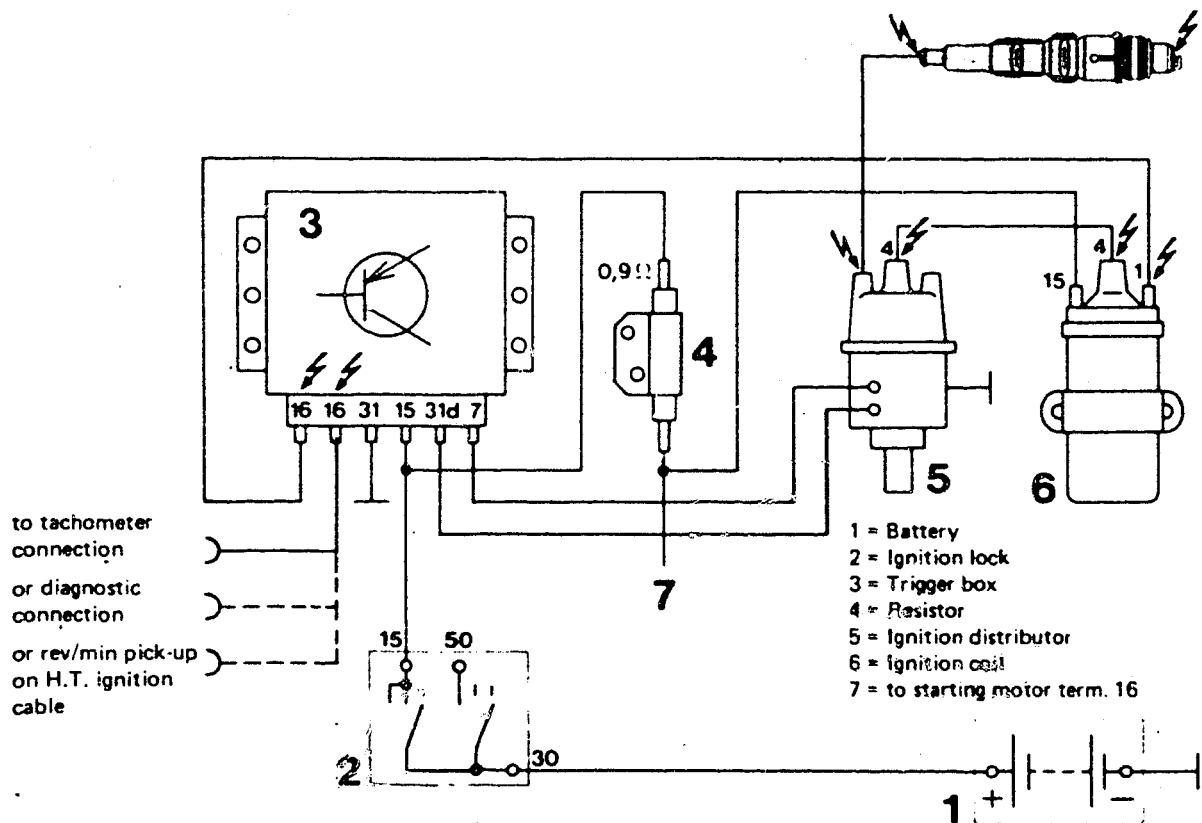 3
0,9 Ω
4
4
4
15
1
16 16 31 15 31d 7
5
6
7
to tachometer
connection
or diagnostic
connection
or rev/min pick-up
on H.T. ignition
cable
1 = Battery
2 = Ignition lock
3 = Trigger box
4 = Resistor
5 = Ignition distributor
6 = Ignition coil
7 = to starting motor term. 16
15 50
2
30
1
+ −